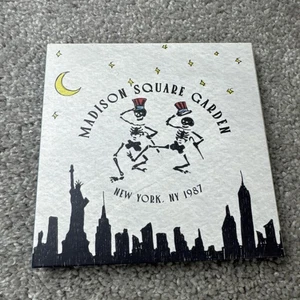 MADISON SQUARE GARDEN
NEW YORK, NY 1987